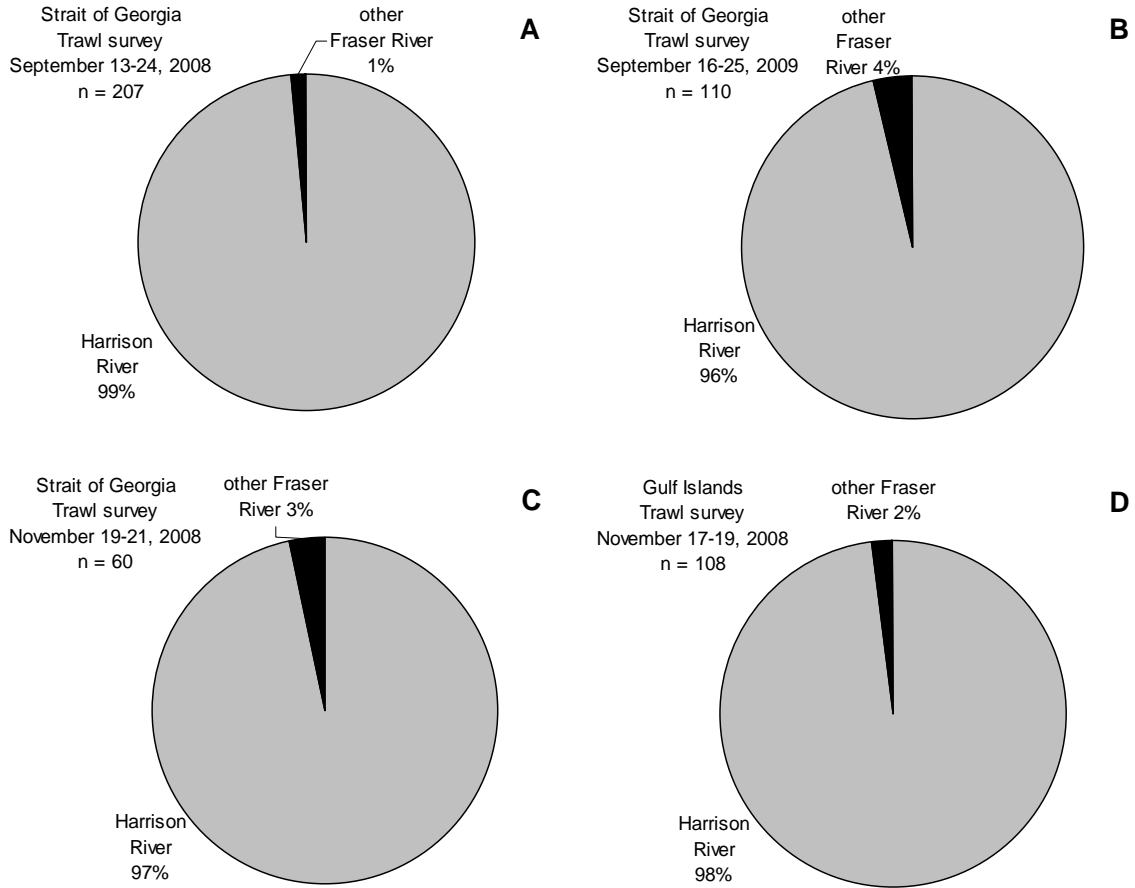 Strait of Georgia
Trawl survey
September 13-24, 2008
n = 207
other
Fraser River
1%
A
Harrison
River
99%
Strait of Georgia
Trawl survey
September 16-25, 2009
n = 110
other
Fraser
River 4%
B
Harrison
River
96%
Strait of Georgia
Trawl survey
November 19-21, 2008
n = 60
other Fraser
River 3%
C
Harrison
River
97%
Gulf Islands
Trawl survey
November 17-19, 2008
n = 108
other Fraser
River 2%
D
Harrison
River
98%